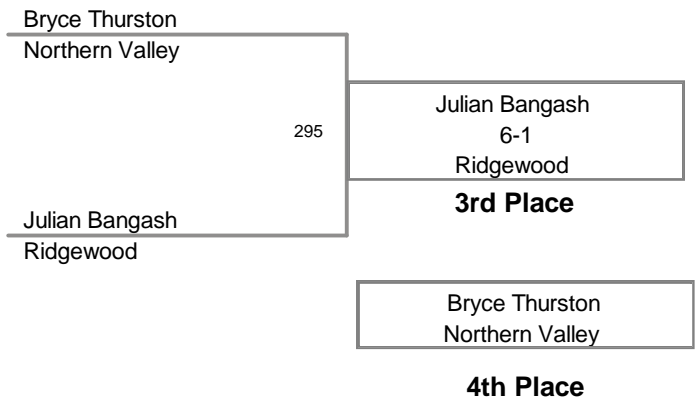 Bryce Thurston
Northern Valley
295
Julian Bangash
6-1
Ridgewood
3rd Place
Julian Bangash
Ridgewood
Bryce Thurston
Northern Valley
4th Place